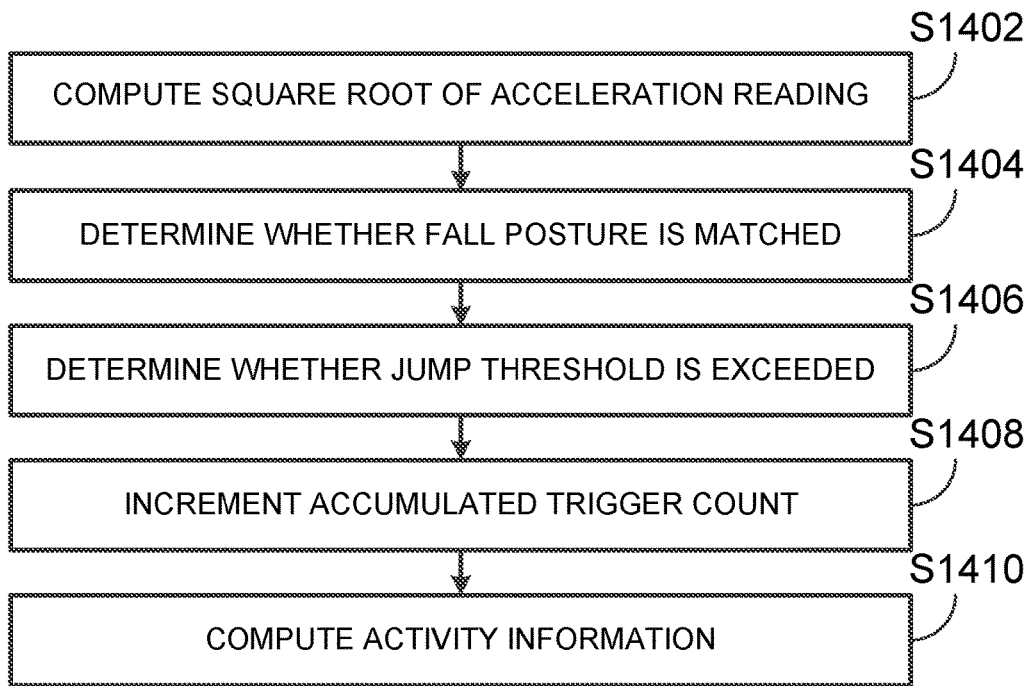 S1402
COMPUTE SQUARE ROOT OF ACCELERATION READING
S1404
DETERMINE WHETHER FALL POSTURE IS MATCHED
S1406
DETERMINE WHETHER JUMP THRESHOLD IS EXCEEDED
S1408
INCREMENT ACCUMULATED TRIGGER COUNT
S1410
COMPUTE ACTIVITY INFORMATION